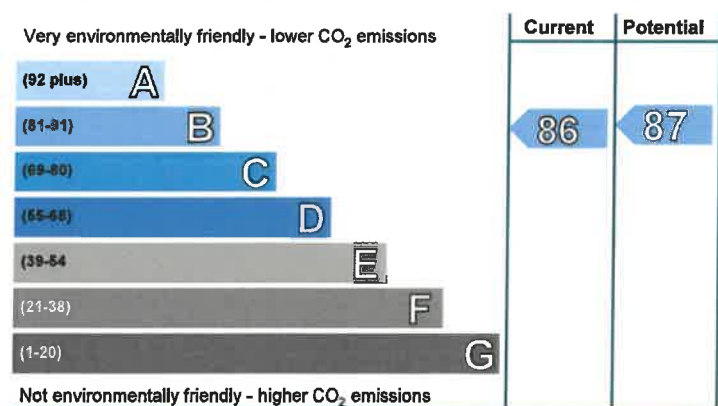 Very environmentally friendly - lower CO₂ emissions
Current Potential
(92 plus) A
(81-91) B
86 87
(69-80) C
(55-68) D
(39-54 E
(21-38) F
(1-20) G
Not environmentally friendly - higher CO₂ emissions